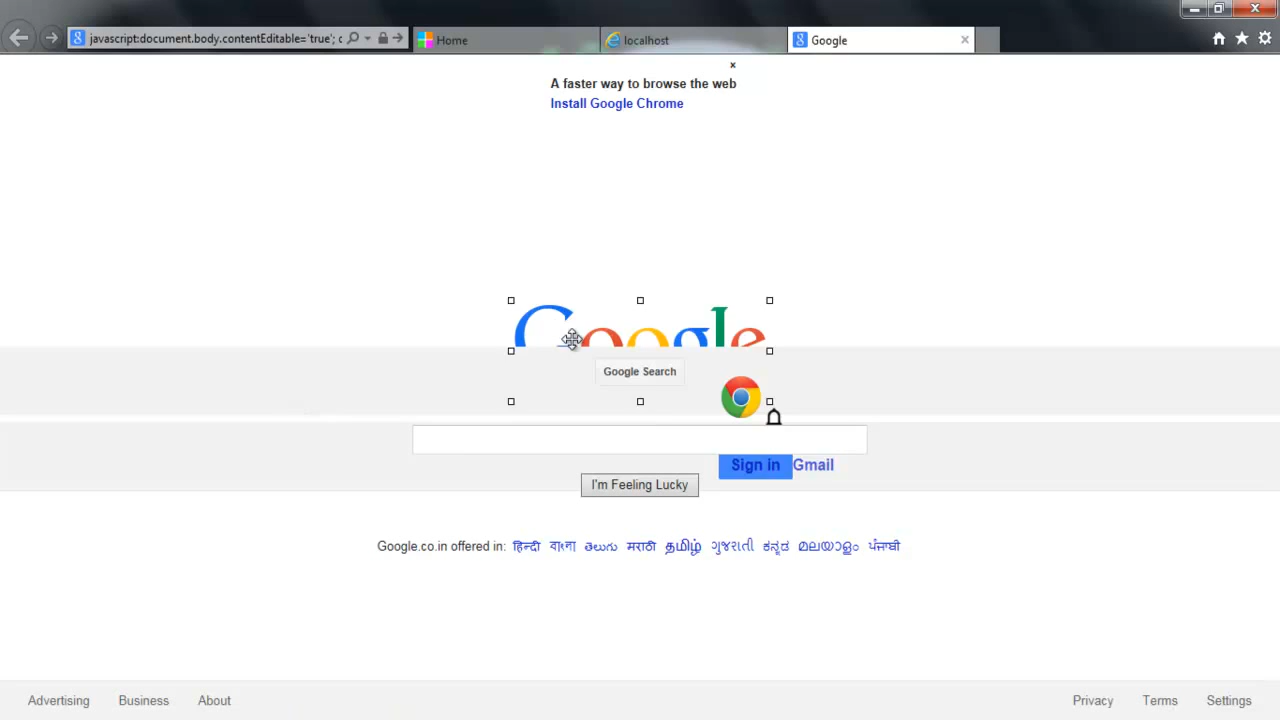 javascript:document.body.contentEditable='true'; d
Home
localhost
Google
A faster way to browse the web
Install Google Chrome
Google
Google Search
Sign in Gmail
I'm Feeling Lucky
Google.co.in offered in: हिन्दी বাংলা తెలుగు मराठी தமிழ் ગુજરાતી ಕನ್ನಡ മലയാളം ਪੰਜਾਬੀ
Advertising Business About Privacy Terms Settings